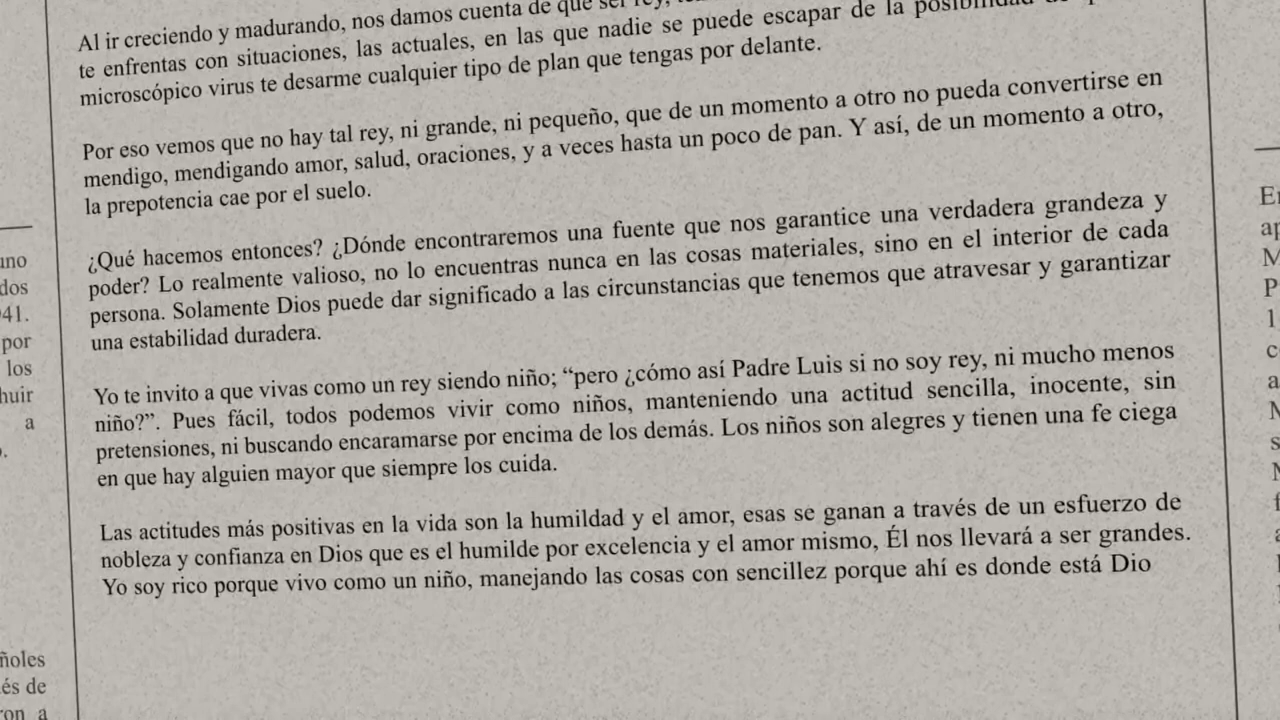 Al ir creciendo y madurando, nos damos cuenta de que ser rey,
te enfrentas con situaciones, las actuales, en las que nadie se puede escapar de la
microscópico virus te desarme cualquier tipo de plan que tengas por delante.
Por eso vemos que no hay tal rey, ni grande, ni pequeño, que de un momento a otro no pueda convertirse en
mendigo, mendigando amor, salud, oraciones, y a veces hasta un poco de pan. Y así, de un momento a otro,
la prepotencia cae por el suelo.
¿Qué hacemos entonces? ¿Dónde encontraremos una fuente que nos garantice una verdadera grandeza y
poder? Lo realmente valioso, no lo encuentras nunca en las cosas materiales, sino en el interior de cada
persona. Solamente Dios puede dar significado a las circunstancias que tenemos que atravesar y garantizar
una estabilidad duradera.
Yo te invito a que vivas como un rey siendo niño; “pero ¿cómo así Padre Luis si no soy rey, ni mucho menos
niño?”. Pues fácil, todos podemos vivir como niños, manteniendo una actitud sencilla, inocente, sin
pretensiones, ni buscando encaramarse por encima de los demás. Los niños son alegres y tienen una fe ciega
en que hay alguien mayor que siempre los cuida.
Las actitudes más positivas en la vida son la humildad y el amor, esas se ganan a través de un esfuerzo de
nobleza y confianza en Dios que es el humilde por excelencia y el amor mismo, Él nos llevará a ser grandes.
Yo soy rico porque vivo como un niño, manejando las cosas con sencillez porque ahí es donde está Dio
por
los
a
és de
a